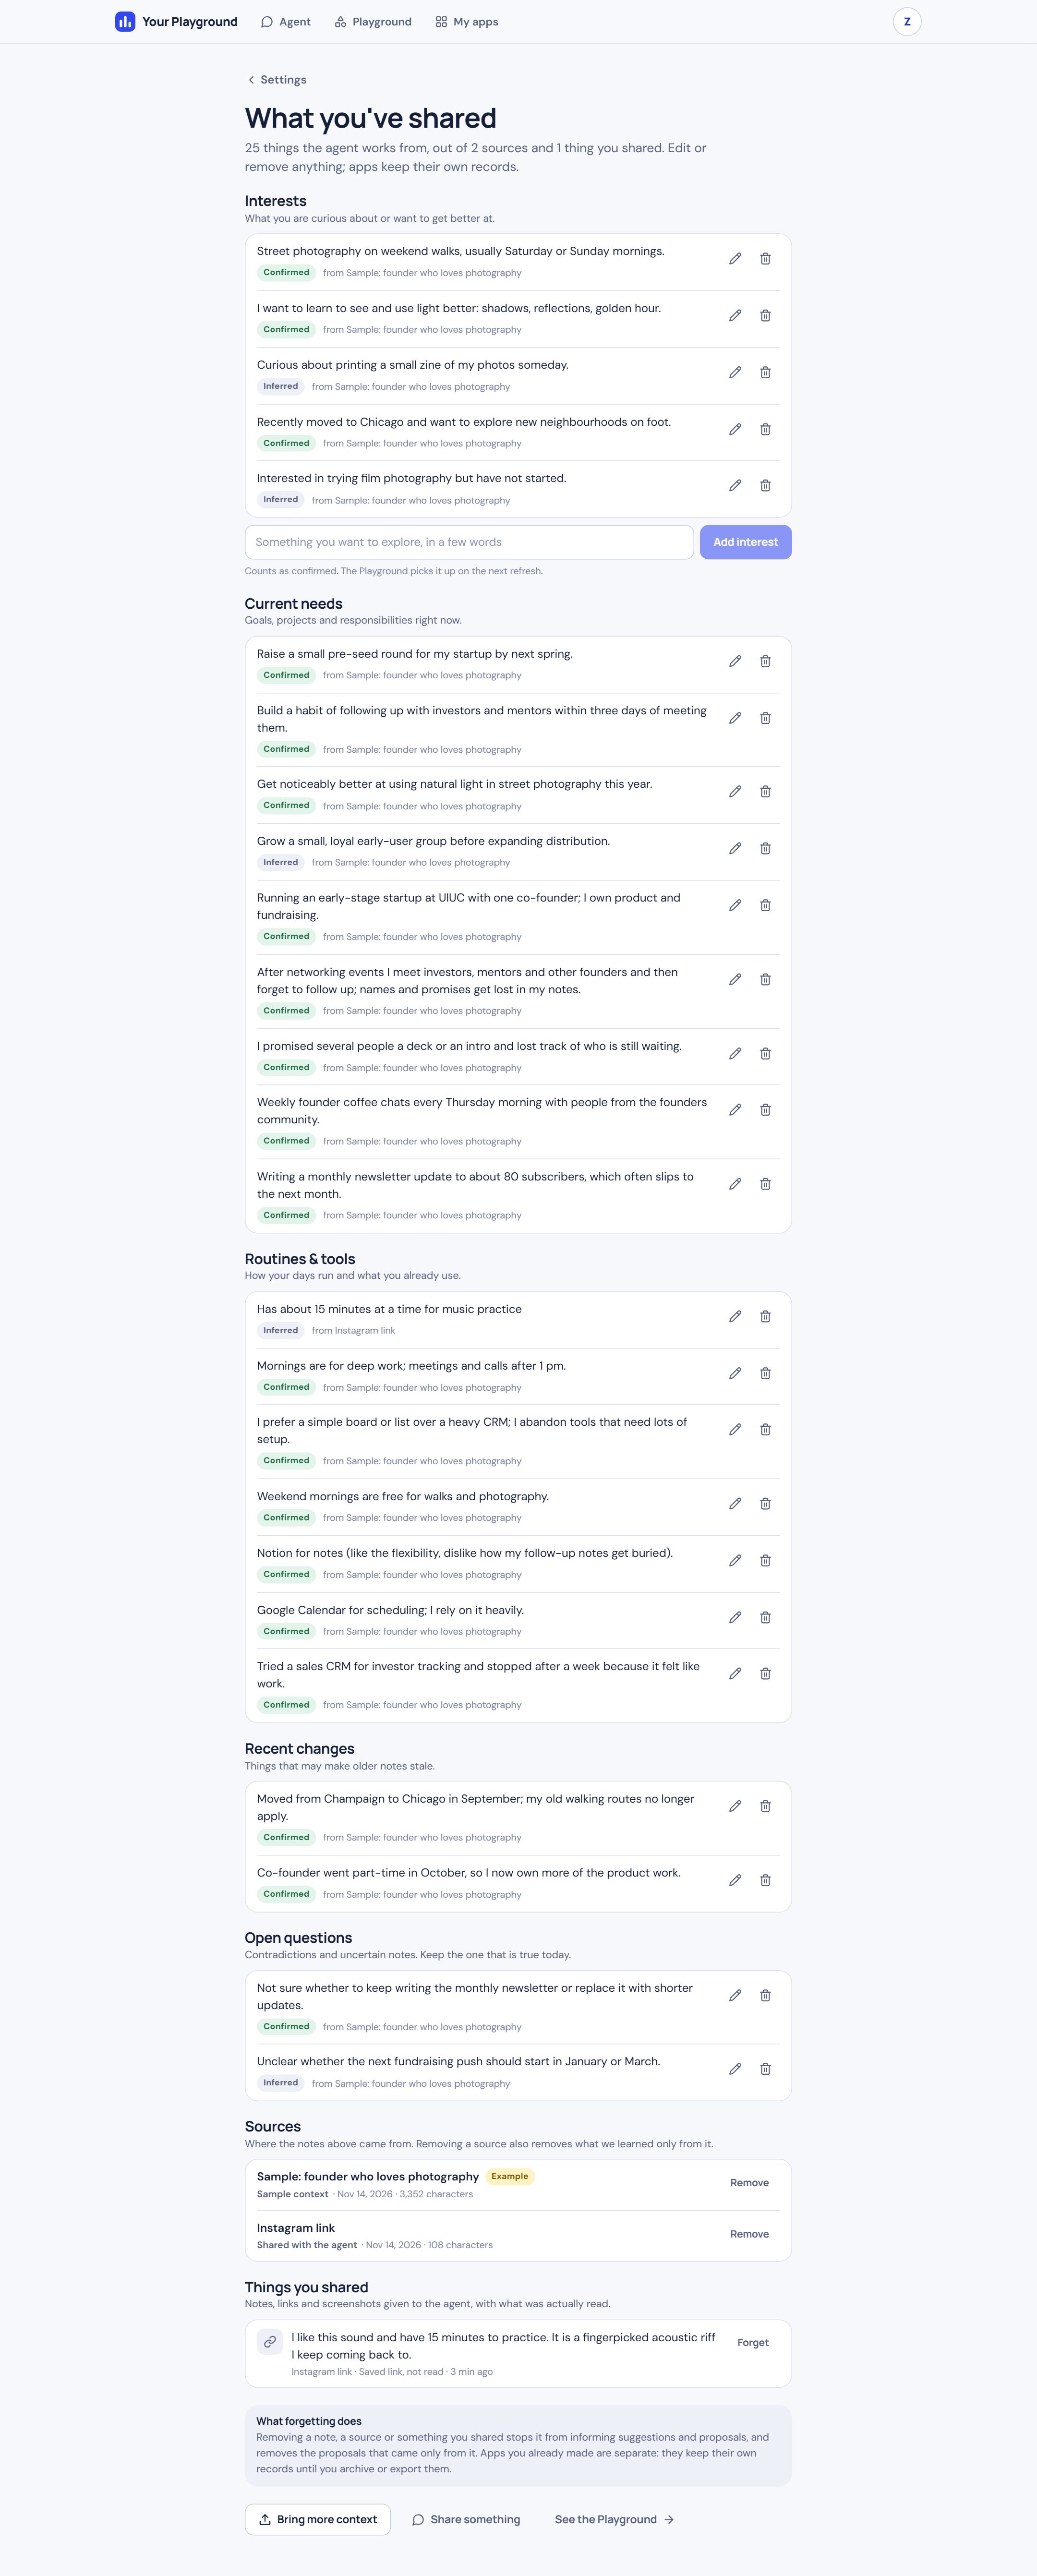 Your Playground
Agent
Playground
My apps
Z
Settings
What you've shared
25 things the agent works from, out of 2 sources and 1 thing you shared. Edit or
remove anything; apps keep their own records.
Interests
What you are curious about or want to get better at.
Street photography on weekend walks, usually Saturday or Sunday mornings.
Confirmed from Sample: founder who loves photography
I want to learn to see and use light better: shadows, reflections, golden hour.
Confirmed from Sample: founder who loves photography
Curious about printing a small zine of my photos someday.
Inferred from Sample: founder who loves photography
Recently moved to Chicago and want to explore new neighbourhoods on foot.
Confirmed from Sample: founder who loves photography
Interested in trying film photography but have not started.
Inferred from Sample: founder who loves photography
Something you want to explore, in a few words
Add interest
Counts as confirmed. The Playground picks it up on the next refresh.
Current needs
Goals, projects and responsibilities right now.
Raise a small pre-seed round for my startup by next spring.
Confirmed from Sample: founder who loves photography
Build a habit of following up with investors and mentors within three days of meeting
them.
Confirmed from Sample: founder who loves photography
Get noticeably better at using natural light in street photography this year.
Confirmed from Sample: founder who loves photography
Grow a small, loyal early-user group before expanding distribution.
Inferred from Sample: founder who loves photography
Running an early-stage startup at UIUC with one co-founder; I own product and
fundraising.
Confirmed from Sample: founder who loves photography
After networking events I meet investors, mentors and other founders and then
forget to follow up; names and promises get lost in my notes.
Confirmed from Sample: founder who loves photography
I promised several people a deck or an intro and lost track of who is still waiting.
Confirmed from Sample: founder who loves photography
Weekly founder coffee chats every Thursday morning with people from the founders
community.
Confirmed from Sample: founder who loves photography
Writing a monthly newsletter update to about 80 subscribers, which often slips to
the next month.
Confirmed from Sample: founder who loves photography
Routines & tools
How your days run and what you already use.
Has about 15 minutes at a time for music practice
Inferred from Instagram link
Mornings are for deep work; meetings and calls after 1 pm.
Confirmed from Sample: founder who loves photography
I prefer a simple board or list over a heavy CRM; I abandon tools that need lots of
setup.
Confirmed from Sample: founder who loves photography
Weekend mornings are free for walks and photography.
Confirmed from Sample: founder who loves photography
Notion for notes (like the flexibility, dislike how my follow-up notes get buried).
Confirmed from Sample: founder who loves photography
Google Calendar for scheduling; I rely on it heavily.
Confirmed from Sample: founder who loves photography
Tried a sales CRM for investor tracking and stopped after a week because it felt like
work.
Confirmed from Sample: founder who loves photography
Recent changes
Things that may make older notes stale.
Moved from Champaign to Chicago in September; my old walking routes no longer
apply.
Confirmed from Sample: founder who loves photography
Co-founder went part-time in October, so I now own more of the product work.
Confirmed from Sample: founder who loves photography
Open questions
Contradictions and uncertain notes. Keep the one that is true today.
Not sure whether to keep writing the monthly newsletter or replace it with shorter
updates.
Confirmed from Sample: founder who loves photography
Unclear whether the next fundraising push should start in January or March.
Inferred from Sample: founder who loves photography
Sources
Where the notes above came from. Removing a source also removes what we learned only from it.
Sample: founder who loves photography Example
Sample context · Nov 14, 2026 · 3,352 characters
Remove
Instagram link
Shared with the agent · Nov 14, 2026 · 108 characters
Remove
Things you shared
Notes, links and screenshots given to the agent, with what was actually read.
I like this sound and have 15 minutes to practice. It is a fingerpicked acoustic riff
I keep coming back to.
Instagram link · Saved link, not read · 3 min ago
Forget
What forgetting does
Removing a note, a source or something you shared stops it from informing suggestions and proposals, and
removes the proposals that came only from it. Apps you already made are separate: they keep their own
records until you archive or export them.
Bring more context
Share something
See the Playground →